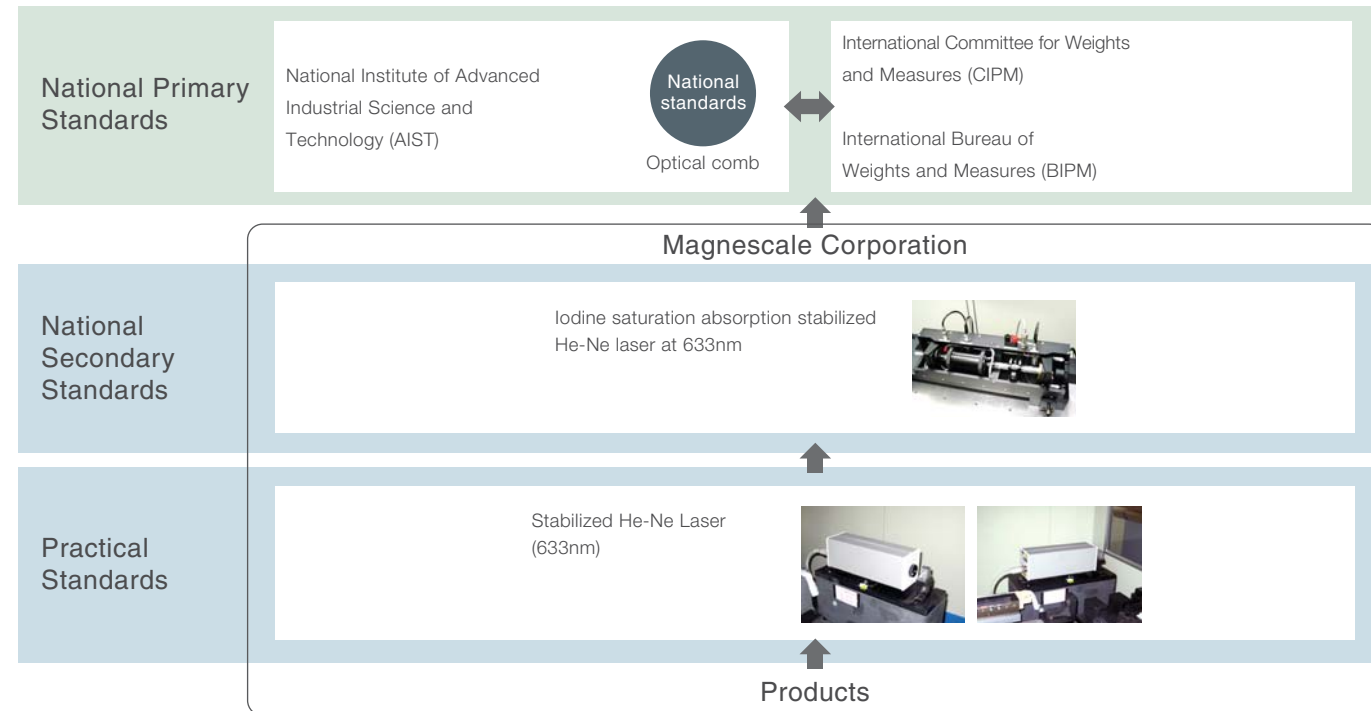 National Primary
Standards
National Institute of Advanced
Industrial Science and
Technology (AIST)
National
standards
Optical comb
International Committee for Weights
and Measures (CIPM)
International Bureau of
Weights and Measures (BIPM)
Magnescale Corporation
National
Secondary
Standards
Iodine saturation absorption stabilized
He-Ne laser at 633nm
Practical
Standards
Stabilized He-Ne Laser
(633nm)
Products